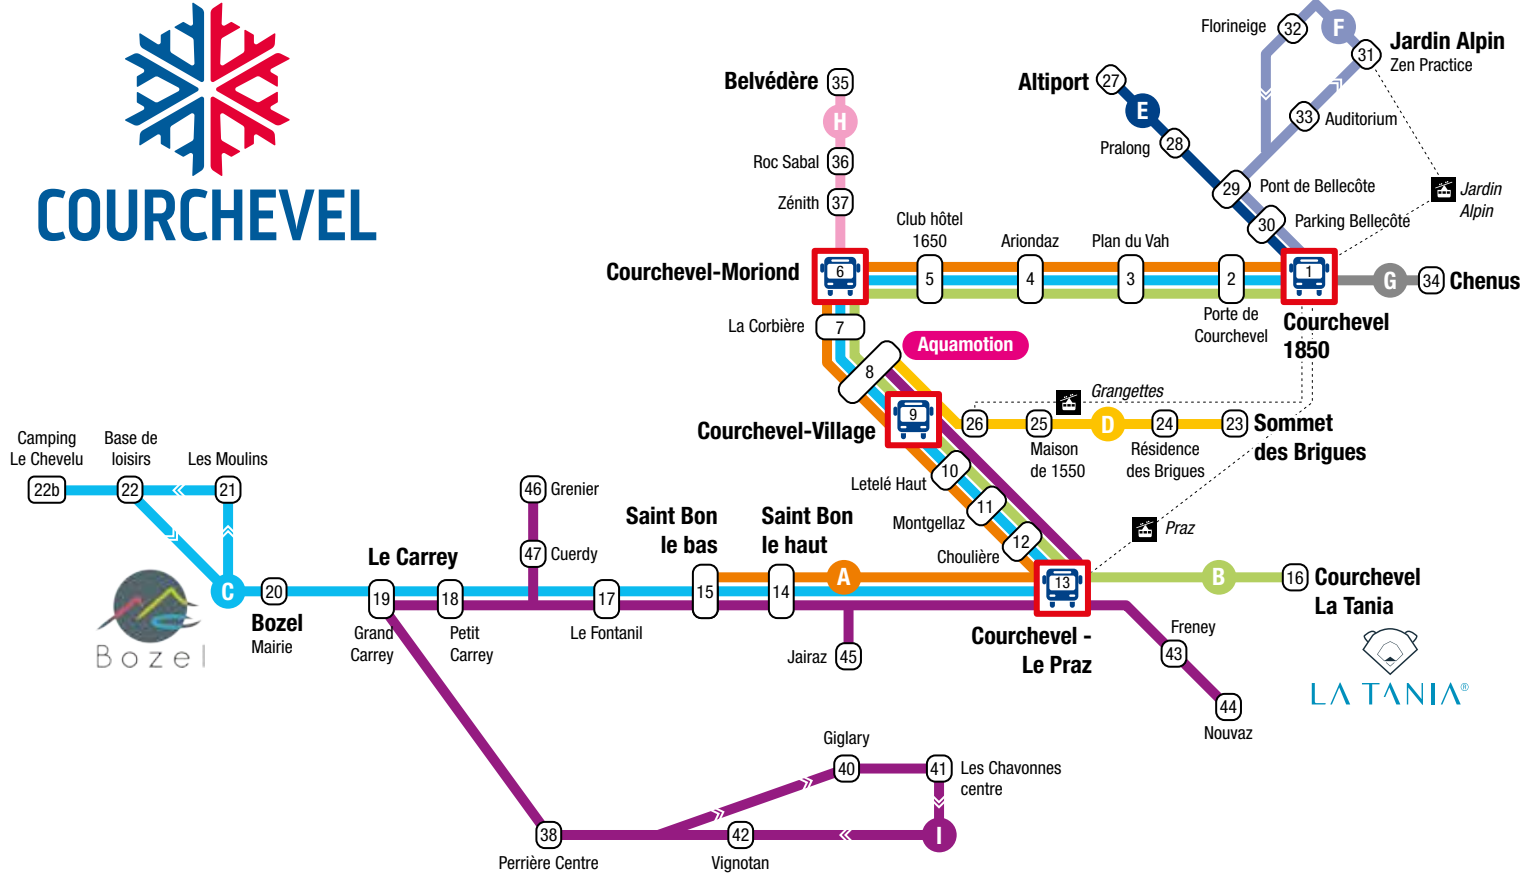 COURCHEVEL
Florineige
32
F
31
Jardin Alpin
Zen Practice
Belvédère
35
Altiport
27
H
E
33
Auditorium
Roc Sabal
36
Pralong
28
Zénith
37
29
Pont de Bellecôte
Jardin
Alpin
30
Parking Bellecôte
Club hôtel
1650
Ariondaz
Plan du Vah
Courchevel-Moriond
6
5
4
3
2
1
G
34
Chenus
La Corbière
7
Porte de
Courchevel
Courchevel
1850
Aquamotion
8
Grangettes
Courchevel-Village
9
26
25
D
24
23
Sommet
des Brigues
Maison
de 1550
Résidence
des Brigues
Camping
Le Chevelu
Base de
loisirs
Les Moulins
22b
22
21
Letelé Haut
10
46
Grenier
Montgellaz
11
Saint Bon
le bas
Saint Bon
le haut
Praz
Choulière
12
47
Cuerdy
Le Carrey
C
20
19
18
17
15
14
A
13
B
16
Courchevel
La Tania
Bozel
Mairie
Grand
Carrey
Petit
Carrey
Le Fontanil
Jairaz
45
Courchevel -
Le Praz
Freney
43
Bozel
LA TANIA®
44
Nouvaz
Giglary
40
41
Les Chavonnes
centre
38
42
I
Perrière Centre
Vignotan